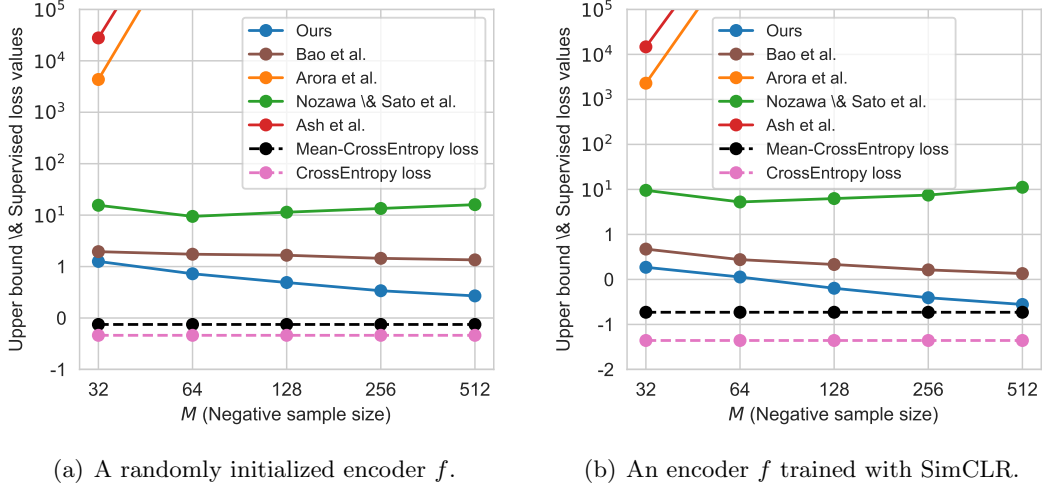 Upper bound \& Supervised loss values
10^5
10^4
10^3
10^2
10^1
1
0
-1
32
64
128
256
512
M (Negative sample size)
Ours
Bao et al.
Arora et al.
Nozawa \& Sato et al.
Ash et al.
Mean-CrossEntropy loss
CrossEntropy loss
(a) A randomly initialized encoder f.
Upper bound \& Supervised loss values
10^5
10^4
10^3
10^2
10^1
1
0
-1
-2
32
64
128
256
512
M (Negative sample size)
Ours
Bao et al.
Arora et al.
Nozawa \& Sato et al.
Ash et al.
Mean-CrossEntropy loss
CrossEntropy loss
(b) An encoder f trained with SimCLR.